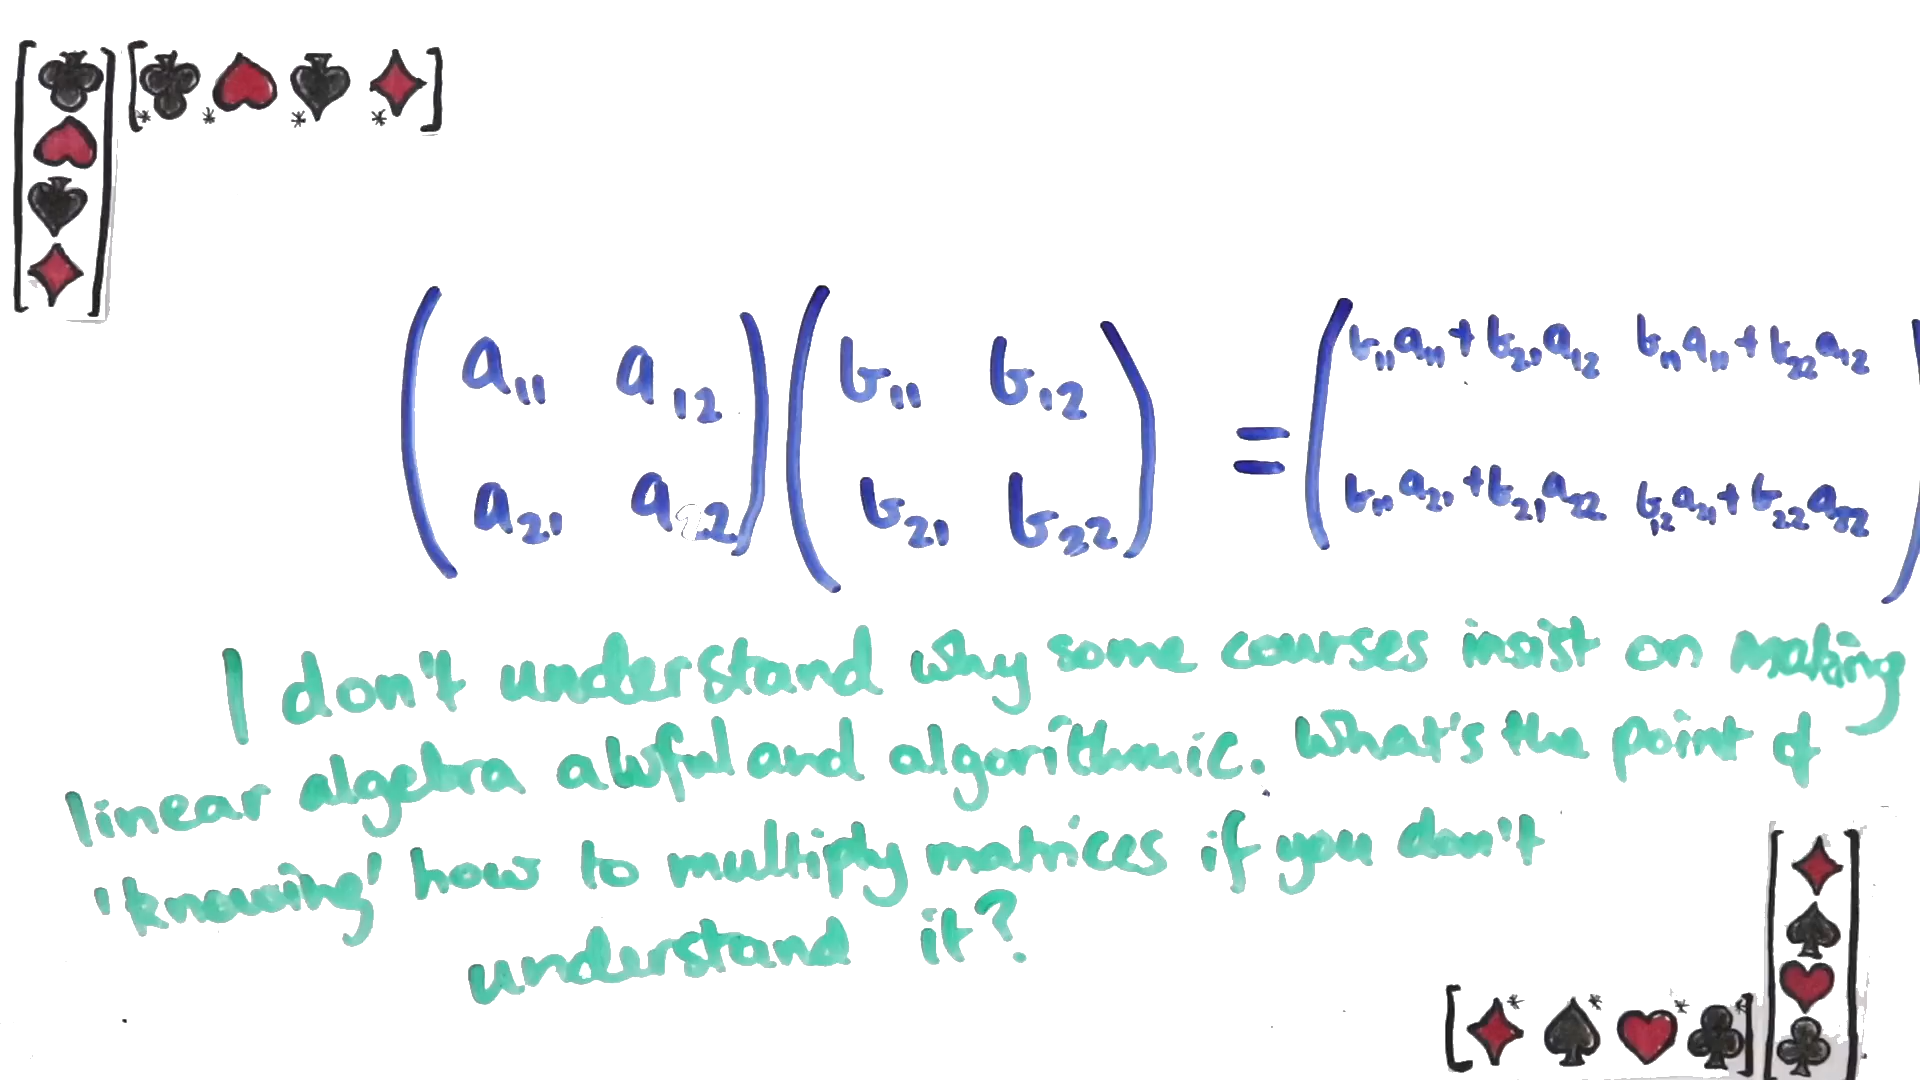 ( a₁₁ a₁₂ ) ( b₁₁ b₁₂ ) = ( b₁₁a₁₁+b₂₁a₁₂ b₁₁a₁₁+b₂₂a₁₂ )
( a₂₁ a₂₂ ) ( b₂₁ b₂₂ ) ( b₁₁a₂₁+b₂₁a₂₂ b₁₂a₂₁+b₂₂a₂₂ )
I don't understand why some courses insist on making
linear algebra awful and algorithmic. What's the point of
'knowing' how to multiply matrices if you don't
understand it?